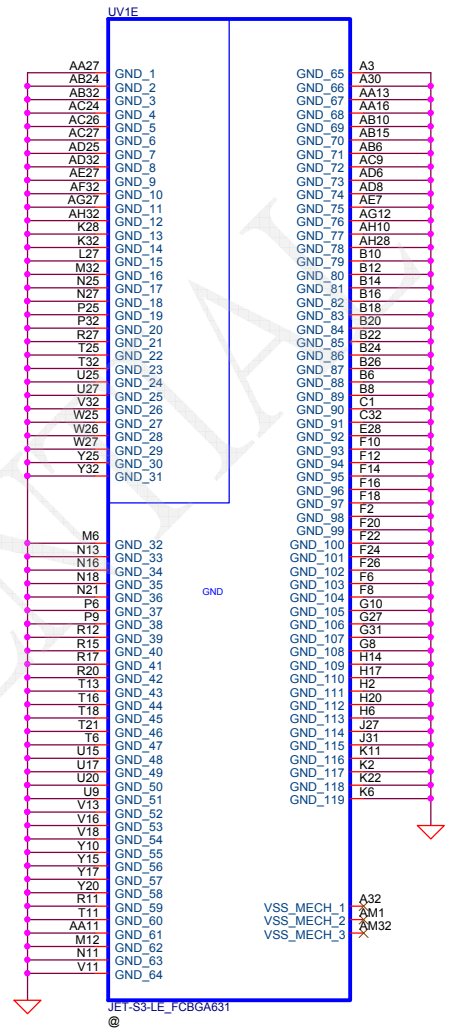 UV1E
AA27 GND_1
AB24 GND_2
AB32 GND_3
AC24 GND_4
AC26 GND_5
AC27 GND_6
AD25 GND_7
AD32 GND_8
AE27 GND_9
AF32 GND_10
AG27 GND_11
AH32 GND_12
K28 GND_13
K32 GND_14
L27 GND_15
M32 GND_16
N25 GND_17
N27 GND_18
P25 GND_19
P32 GND_20
R27 GND_21
T25 GND_22
T32 GND_23
U25 GND_24
U27 GND_25
V32 GND_26
W25 GND_27
W26 GND_28
W27 GND_29
Y25 GND_30
Y32 GND_31
M6 GND_32
N13 GND_33
N16 GND_34
N18 GND_35
N21 GND_36
P6 GND_37
P9 GND_38
R12 GND_39
R15 GND_40
R17 GND_41
R20 GND_42
T13 GND_43
T16 GND_44
T18 GND_45
T21 GND_46
T6 GND_47
U15 GND_48
U17 GND_49
U20 GND_50
U9 GND_51
V13 GND_52
V16 GND_53
V18 GND_54
Y10 GND_55
Y15 GND_56
Y17 GND_57
Y20 GND_58
R11 GND_59
T11 GND_60
AA11 GND_61
M12 GND_62
N11 GND_63
V11 GND_64
GND
GND_65 A3
GND_66 A30
GND_67 AA13
GND_68 AA16
GND_69 AB10
GND_70 AB15
GND_71 AB6
GND_72 AC9
GND_73 AD6
GND_74 AD8
GND_75 AE7
GND_76 AG12
GND_77 AH10
GND_78 AH28
GND_79 B10
GND_80 B12
GND_81 B14
GND_82 B16
GND_83 B18
GND_84 B20
GND_85 B22
GND_86 B24
GND_87 B26
GND_88 B6
GND_89 B8
GND_90 C1
GND_91 C32
GND_92 E28
GND_93 F10
GND_94 F12
GND_95 F14
GND_96 F16
GND_97 F18
GND_98 F2
GND_99 F20
GND_100 F22
GND_101 F24
GND_102 F26
GND_103 F6
GND_104 F8
GND_105 G10
GND_106 G27
GND_107 G31
GND_108 G8
GND_109 H14
GND_110 H17
GND_111 H2
GND_112 H20
GND_113 H6
GND_114 J27
GND_115 J31
GND_116 K11
GND_117 K2
GND_118 K22
GND_119 K6
VSS_MECH_1 A32
VSS_MECH_2 AM1
VSS_MECH_3 AM32
JET-S3-LE_FCBGA631
@